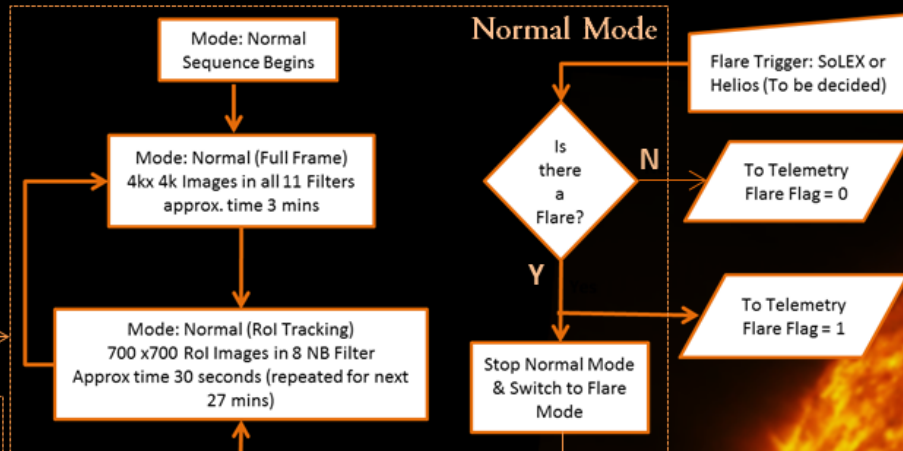 Normal Mode
Mode: Normal
Sequence Begins
Mode: Normal (Full Frame)
4kx 4k Images in all 11 Filters
approx. time 3 mins
Mode: Normal (RoI Tracking)
700 x700 RoI Images in 8 NB Filter
Approx time 30 seconds (repeated for next
27 mins)
Flare Trigger: SoLEX or
Helios (To be decided)
Is
there
a
Flare?
N
To Telemetry
Flare Flag = 0
Y
To Telemetry
Flare Flag = 1
Stop Normal Mode
& Switch to Flare
Mode